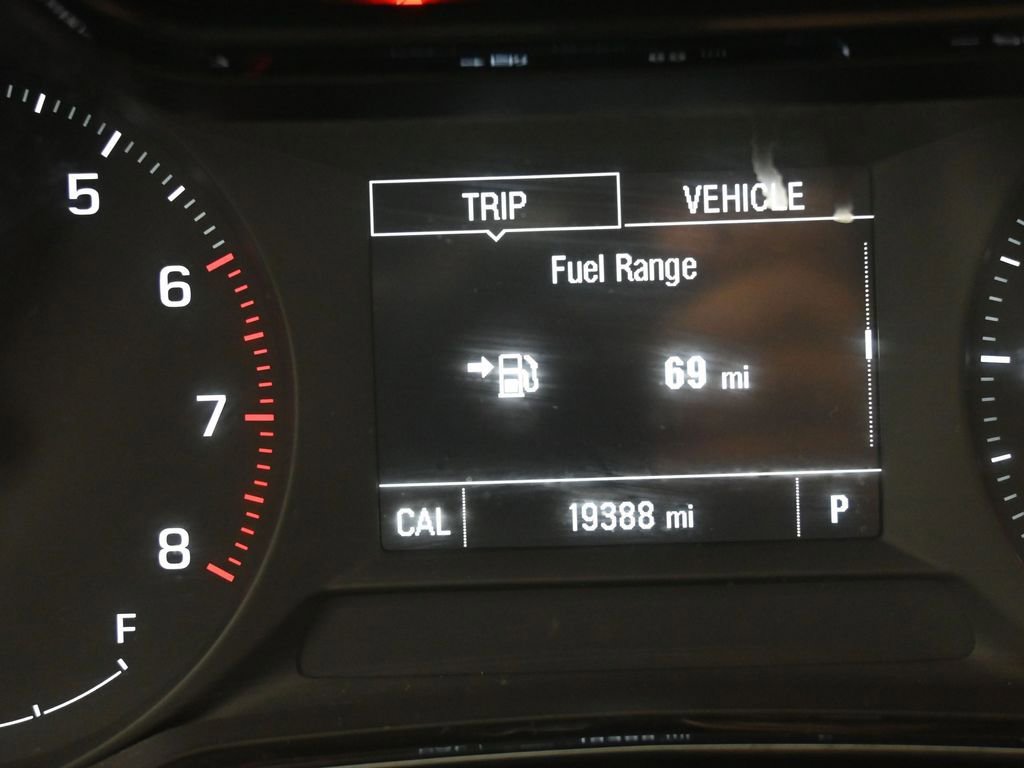 TRIP VEHICLE
Fuel Range
69 mi
CAL 19388 mi P
5
6
7
8
F